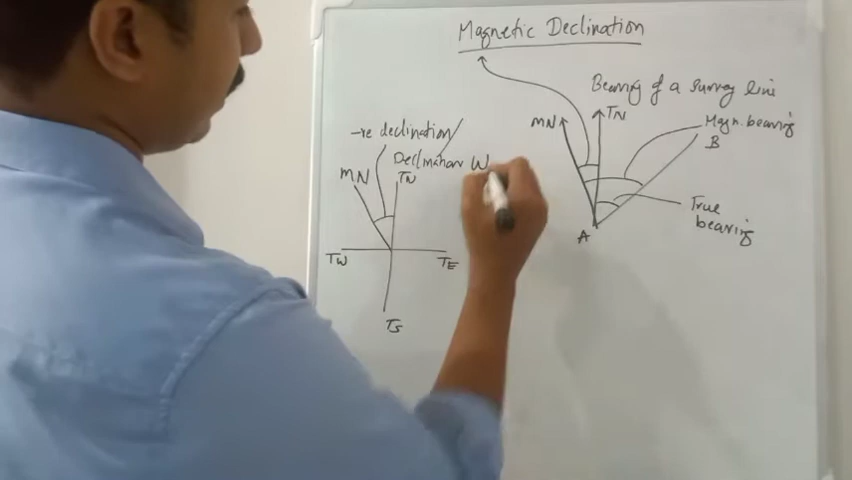 Magnetic Declination
Bearing of a survey line
MN
TN
Magn. bearing
B
-ve declination
Declination W
MN
TN
True
bearing
A
TW
TE
TS